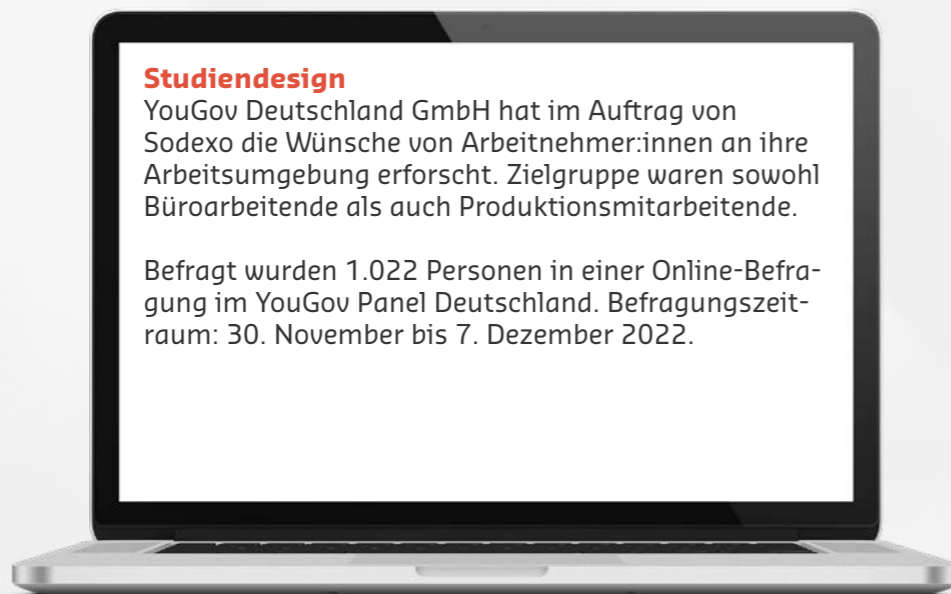 Studiendesign
YouGov Deutschland GmbH hat im Auftrag von
Sodexo die Wünsche von Arbeitnehmer:innen an ihre
Arbeitsumgebung erforscht. Zielgruppe waren sowohl
Büroarbeitende als auch Produktionsmitarbeitende.
Befragt wurden 1.022 Personen in einer Online-Befra-
gung im YouGov Panel Deutschland. Befragungszeit-
raum: 30. November bis 7. Dezember 2022.